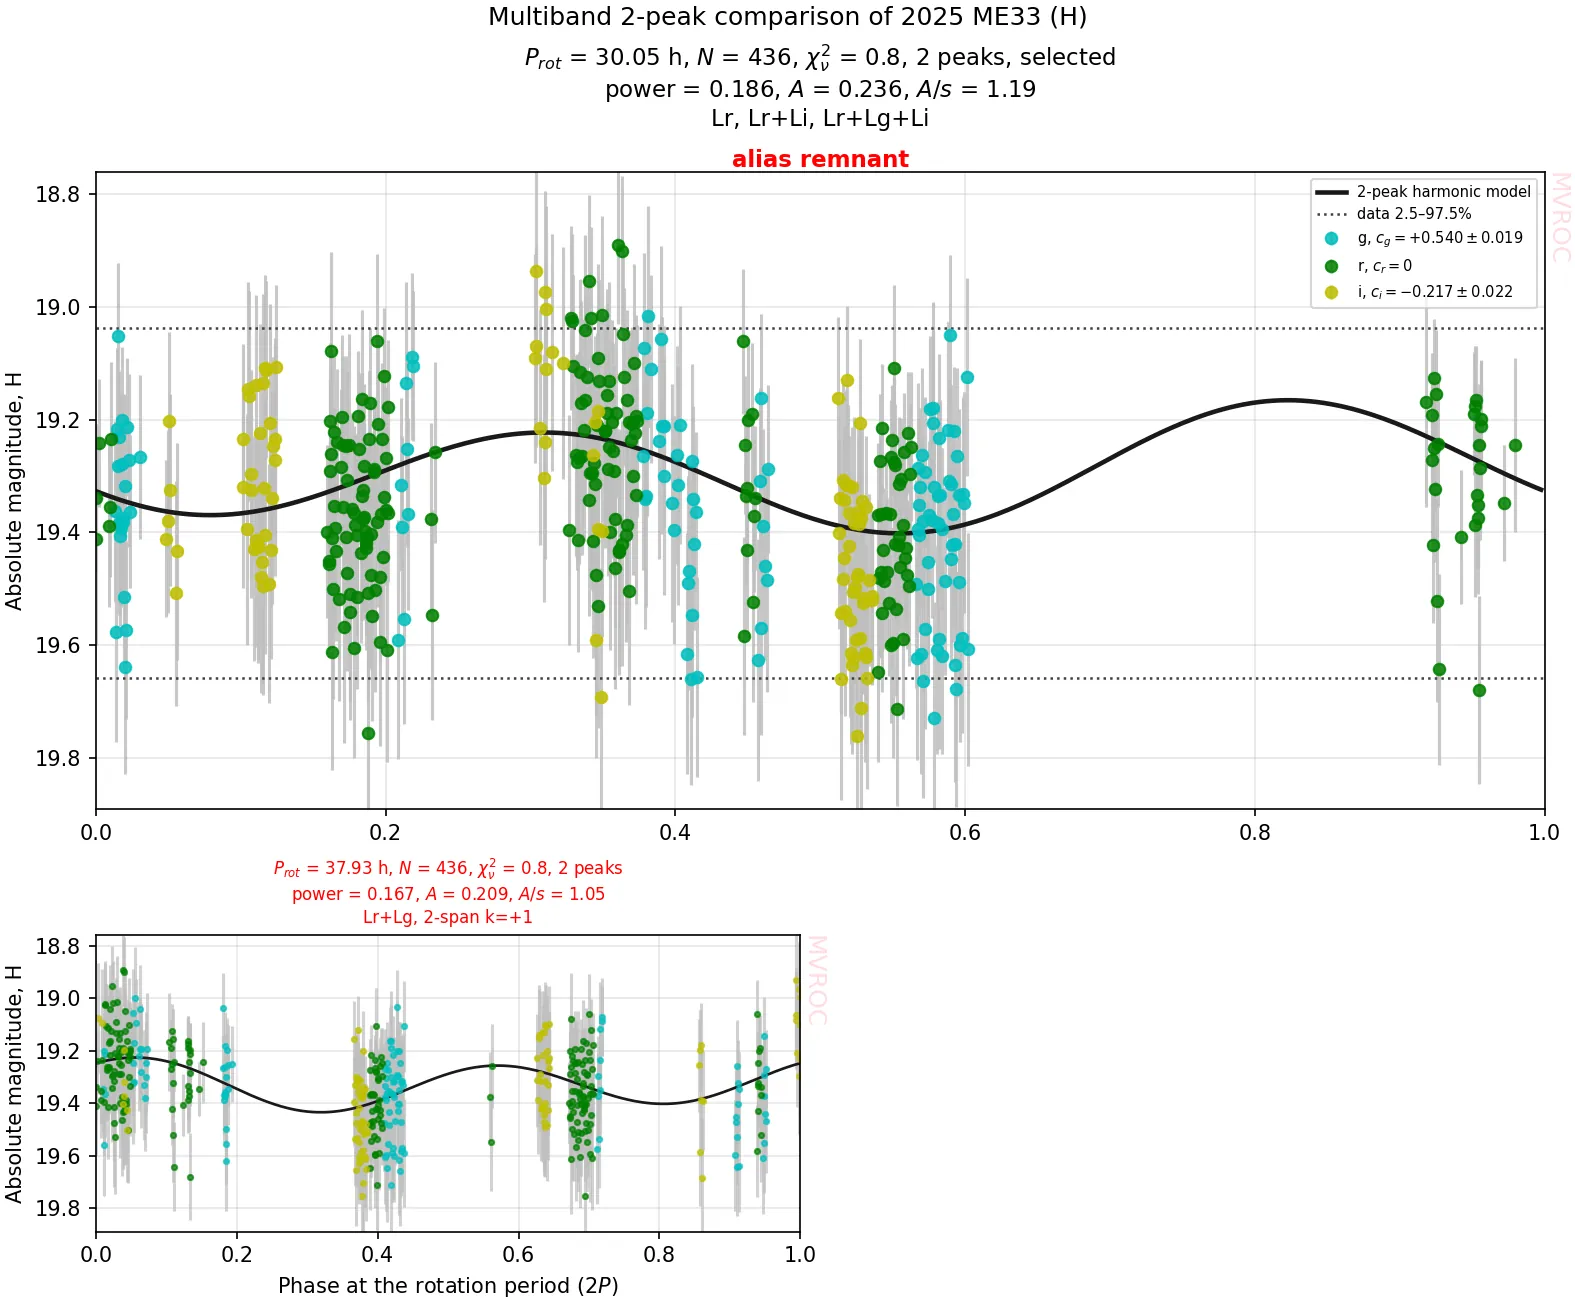 Multiband 2-peak comparison of 2025 ME33 (H)
P_rot = 30.05 h, N = 436, χ²_ν = 0.8, 2 peaks, selected
power = 0.186, A = 0.236, A/s = 1.19
Lr, Lr+Li, Lr+Lg+Li
alias remnant
MVROC
2-peak harmonic model
data 2.5–97.5%
g, c_g = +0.540 ± 0.019
r, c_r = 0
i, c_i = −0.217 ± 0.022
Absolute magnitude, H
18.8
19.0
19.2
19.4
19.6
19.8
0.0 0.2 0.4 0.6 0.8 1.0
P_rot = 37.93 h, N = 436, χ²_ν = 0.8, 2 peaks
power = 0.167, A = 0.209, A/s = 1.05
Lr+Lg, 2-span k=+1
MVROC
Absolute magnitude, H
18.8
19.0
19.2
19.4
19.6
19.8
0.0 0.2 0.4 0.6 0.8 1.0
Phase at the rotation period (2P)